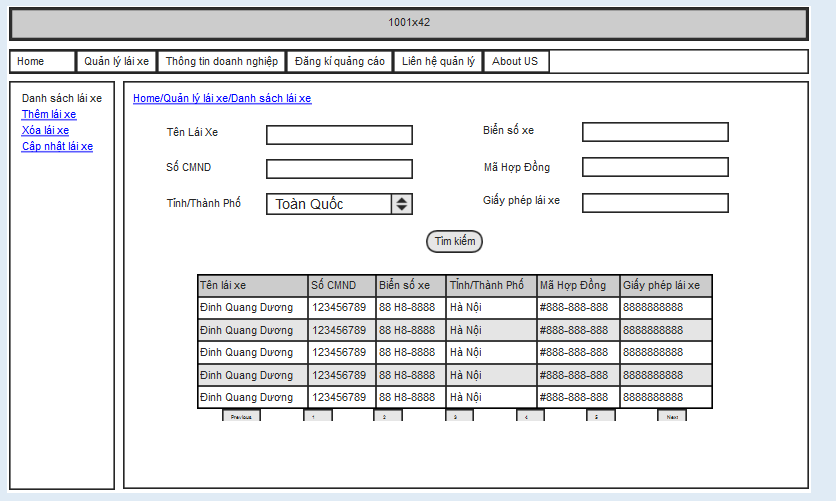 1001x42
Home Quản lý lái xe Thông tin doanh nghiệp Đăng kí quảng cáo Liên hệ quản lý About US
Danh sách lái xe
Thêm lái xe
Xóa lái xe
Cập nhât lái xe
Home/Quản lý lái xe/Danh sách lái xe
Tên Lái Xe
Biển số xe
Số CMND
Mã Hợp Đồng
Tỉnh/Thành Phố
Toàn Quốc
Giấy phép lái xe
Tìm kiếm
Tên lái xe Số CMND Biển số xe Tỉnh/Thành Phố Mã Hợp Đồng Giấy phép lái xe
Đinh Quang Dương 123456789 88 H8-8888 Hà Nội #888-888-888 8888888888
Đinh Quang Dương 123456789 88 H8-8888 Hà Nội #888-888-888 8888888888
Đinh Quang Dương 123456789 88 H8-8888 Hà Nội #888-888-888 8888888888
Đinh Quang Dương 123456789 88 H8-8888 Hà Nội #888-888-888 8888888888
Đinh Quang Dương 123456789 88 H8-8888 Hà Nội #888-888-888 8888888888
Previous 1 2 3 4 5 Next